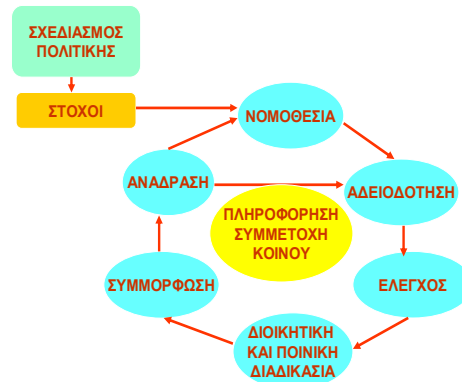 ΣΧΕΔΙΑΣΜΟΣ
ΠΟΛΙΤΙΚΗΣ
ΣΤΟΧΟΙ
ΝΟΜΟΘΕΣΙΑ
ΑΝΑΔΡΑΣΗ
ΑΔΕΙΟΔΟΤΗΣΗ
ΠΛΗΡΟΦΟΡΗΣΗ
ΣΥΜΜΕΤΟΧΗ
ΚΟΙΝΟΥ
ΣΥΜΜΟΡΦΩΣΗ
ΕΛΕΓΧΟΣ
ΔΙΟΙΚΗΤΙΚΗ
ΚΑΙ ΠΟΙΝΙΚΗ
ΔΙΑΔΙΚΑΣΙΑ